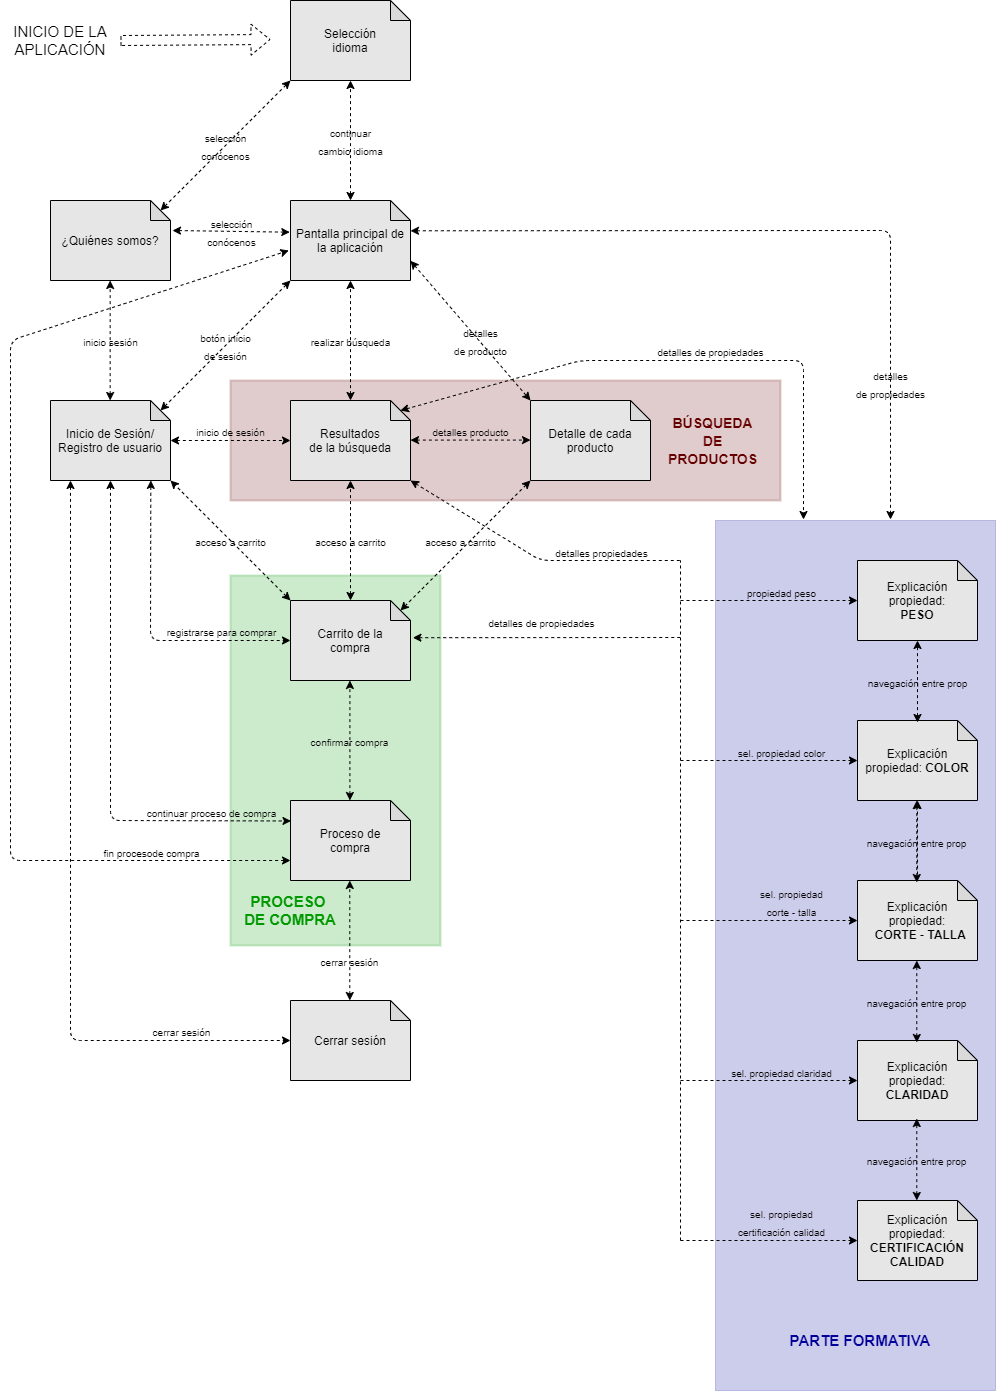 INICIO DE LA
APLICACIÓN
Selección
idioma
selección
conócenos
continuar
cambio idioma
¿Quiénes somos?
selección
conócenos
Pantalla principal de
la aplicación
inicio sesión
botón inicio
de sesión
realizar búsqueda
detalles
de producto
detalles de propiedades
detalles
de propiedades
Inicio de Sesión/
Registro de usuario
inicio de sesión
Resultados
de la búsqueda
detalles producto
Detalle de cada
producto
BÚSQUEDA
DE
PRODUCTOS
acceso a carrito
acceso a carrito
acceso a carrito
detalles propiedades
registrarse para comprar
Carrito de la
compra
detalles de propiedades
propiedad peso
Explicación
propiedad:
PESO
navegación entre prop
confirmar compra
sel. propiedad color
Explicación
propiedad: COLOR
continuar proceso de compra
Proceso de
compra
fin procesode compra
navegación entre prop
PROCESO
DE COMPRA
sel. propiedad
corte - talla
Explicación
propiedad:
CORTE - TALLA
cerrar sesión
navegación entre prop
cerrar sesión
Cerrar sesión
sel. propiedad claridad
Explicación
propiedad:
CLARIDAD
navegación entre prop
sel. propiedad
certificación calidad
Explicación
propiedad:
CERTIFICACIÓN
CALIDAD
PARTE FORMATIVA